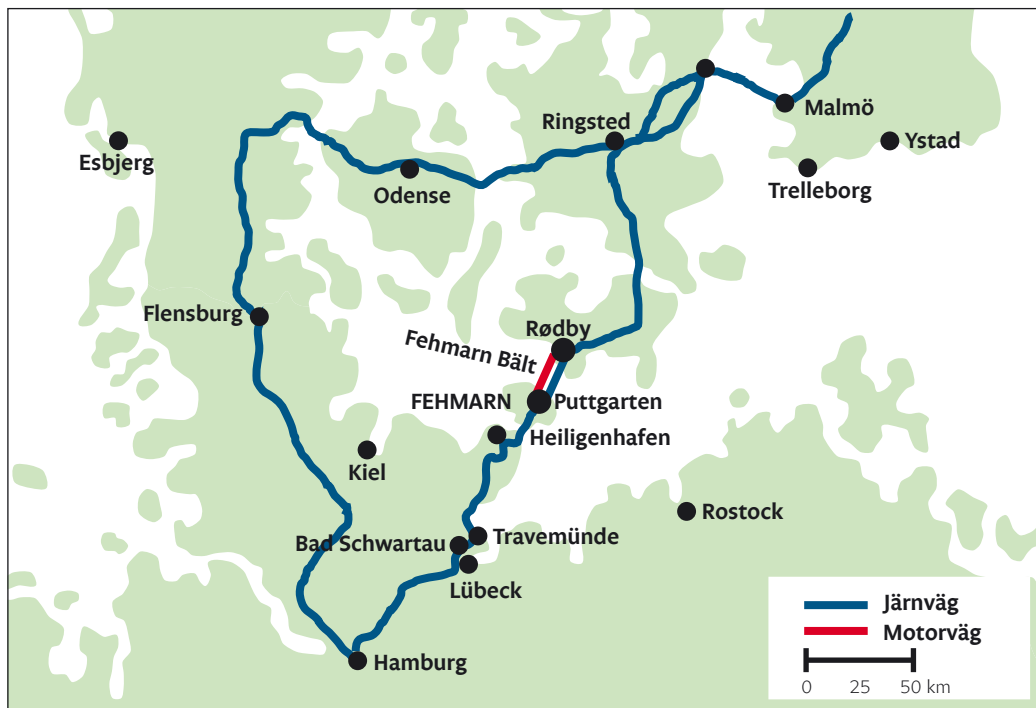 Malmö
Ringsted
Ystad
Esbjerg
Odense
Trelleborg
Flensburg
Rødby
Fehmarn Bält
FEHMARN
Puttgarten
Heiligenhafen
Kiel
Rostock
Travemünde
Bad Schwartau
Lübeck
Hamburg
Järnväg
Motorväg
0 25 50 km